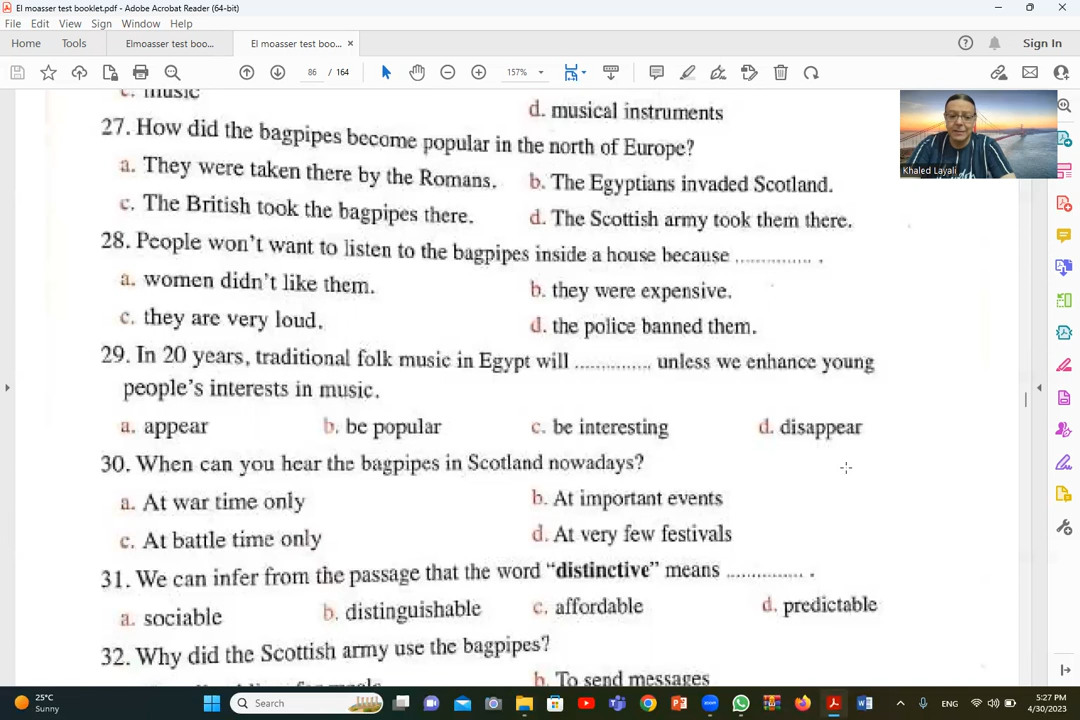 El moasser test booklet.pdf - Adobe Acrobat Reader (64-bit)
File Edit View Sign Window Help
Home Tools Elmoasser test boo... El moasser test boo... × Sign In
86 / 164 157%
c. music
d. musical instruments
27. How did the bagpipes become popular in the north of Europe?
a. They were taken there by the Romans. b. The Egyptians invaded Scotland.
c. The British took the bagpipes there. d. The Scottish army took them there.
28. People won't want to listen to the bagpipes inside a house because .............. .
a. women didn't like them. b. they were expensive.
c. they are very loud. d. the police banned them.
29. In 20 years, traditional folk music in Egypt will .............. unless we enhance young
people's interests in music.
a. appear b. be popular c. be interesting d. disappear
30. When can you hear the bagpipes in Scotland nowadays?
a. At war time only b. At important events
c. At battle time only d. At very few festivals
31. We can infer from the passage that the word "distinctive" means .............. .
a. sociable b. distinguishable c. affordable d. predictable
32. Why did the Scottish army use the bagpipes?
b. To send messages
Khaled Layali
25°C
Sunny
Search
ENG
5:27 PM
4/30/2023